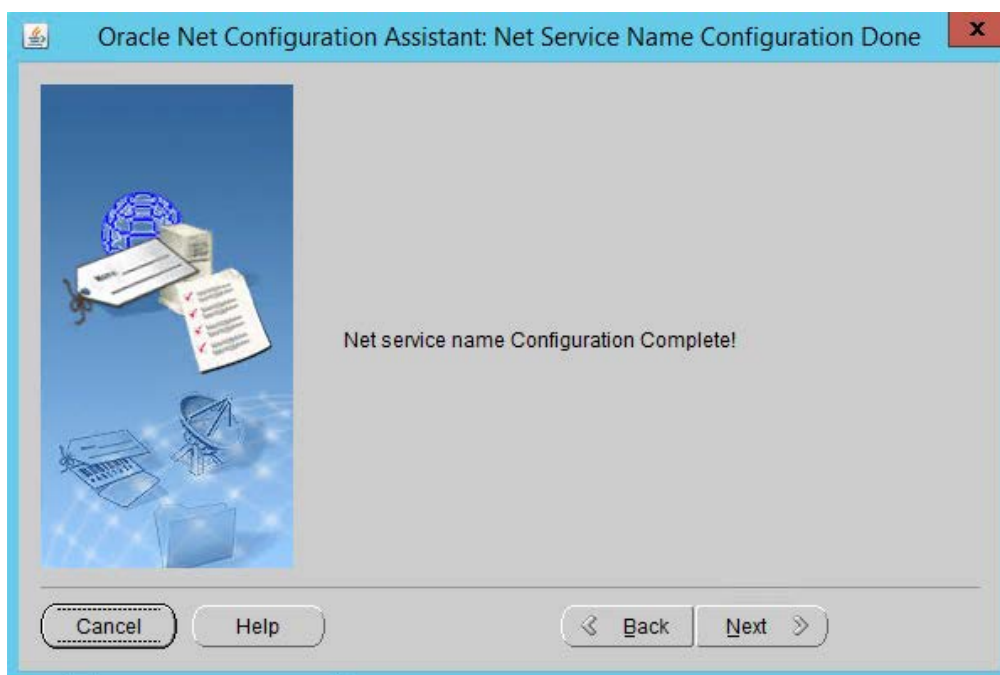 Oracle Net Configuration Assistant: Net Service Name Configuration Done
x
Net service name Configuration Complete!
Cancel
Help
Back
Next